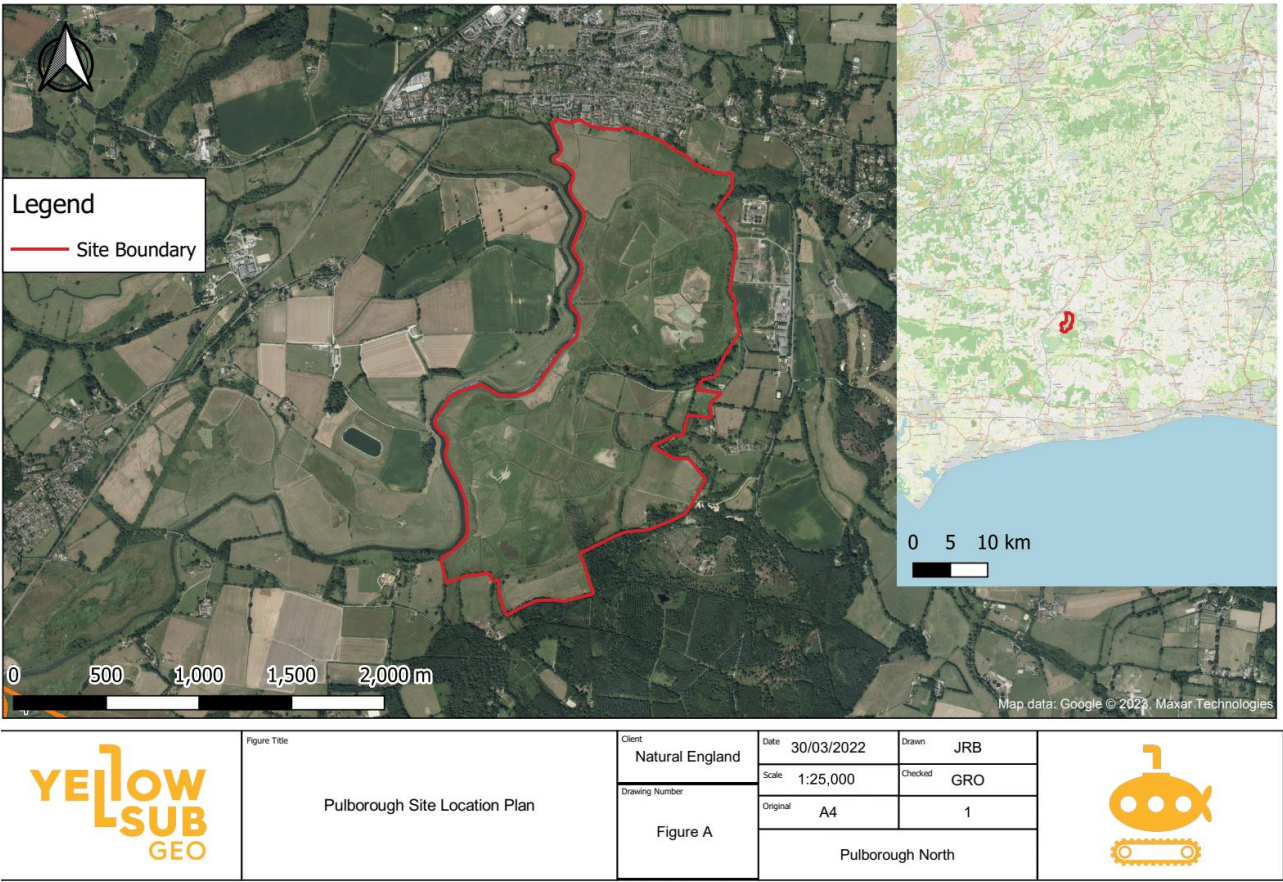 Legend
Site Boundary
0 5 10 km
0 500 1,000 1,500 2,000 m
Map data: Google © 2023, Maxar Technologies
YELLOW
SUB
GEO
Figure Title
Pulborough Site Location Plan
Client
Natural England
Drawing Number
Figure A
Date 30/03/2022
Drawn JRB
Scale 1:25,000
Checked GRO
Original A4
1
Pulborough North